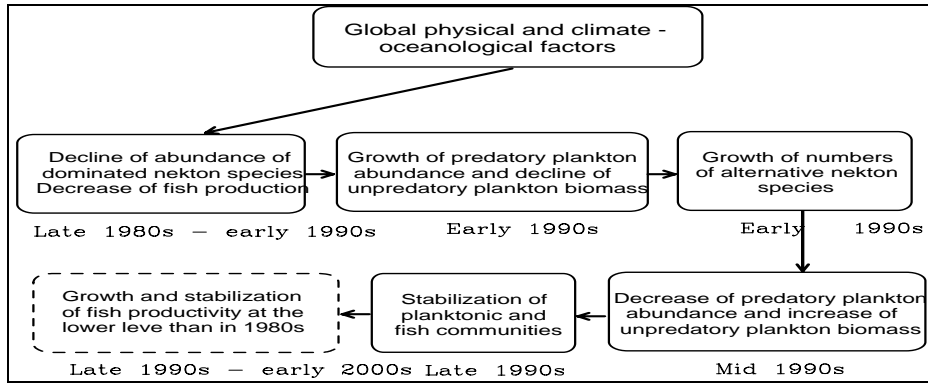 Global physical and climate -
oceanological factors
Decline of abundance of
dominated nekton species
Decrease of fish production
Late 1980s – early 1990s
Growth of predatory plankton
abundance and decline of
unpredatory plankton biomass
Early 1990s
Growth of numbers
of alternative nekton
species
Early 1990s
Decrease of predatory plankton
abundance and increase of
unpredatory plankton biomass
Mid 1990s
Stabilization of
planktonic and
fish communities
Late 1990s
Growth and stabilization
of fish productivity at the
lower leve than in 1980s
Late 1990s – early 2000s